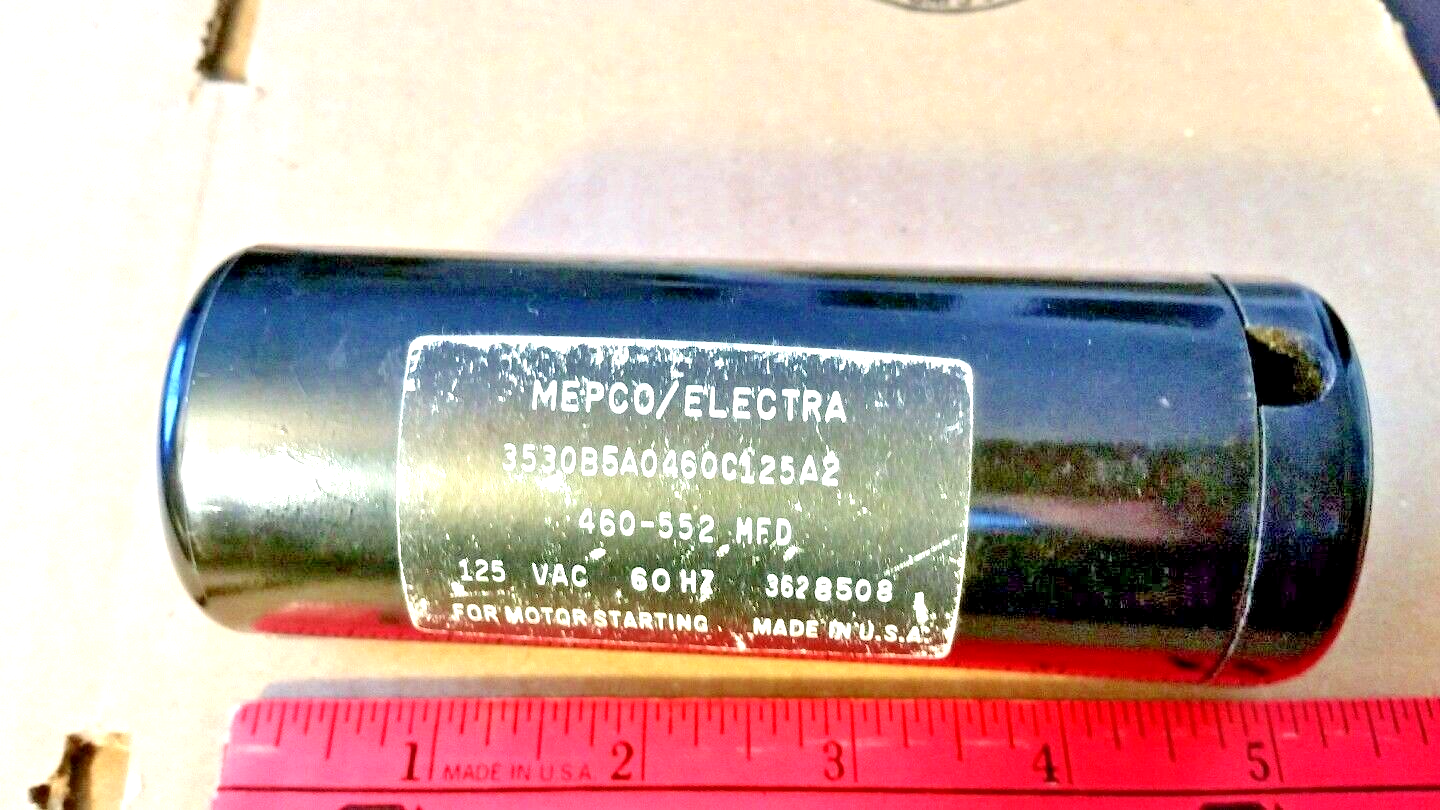 MEPCO/ELECTRA
3530B5A0460C125A2
460-552 MFD
125 VAC 60 HZ 3628508
FOR MOTOR STARTING MADE IN U.S.A.
1 MADE IN U.S.A 2 3 4 5